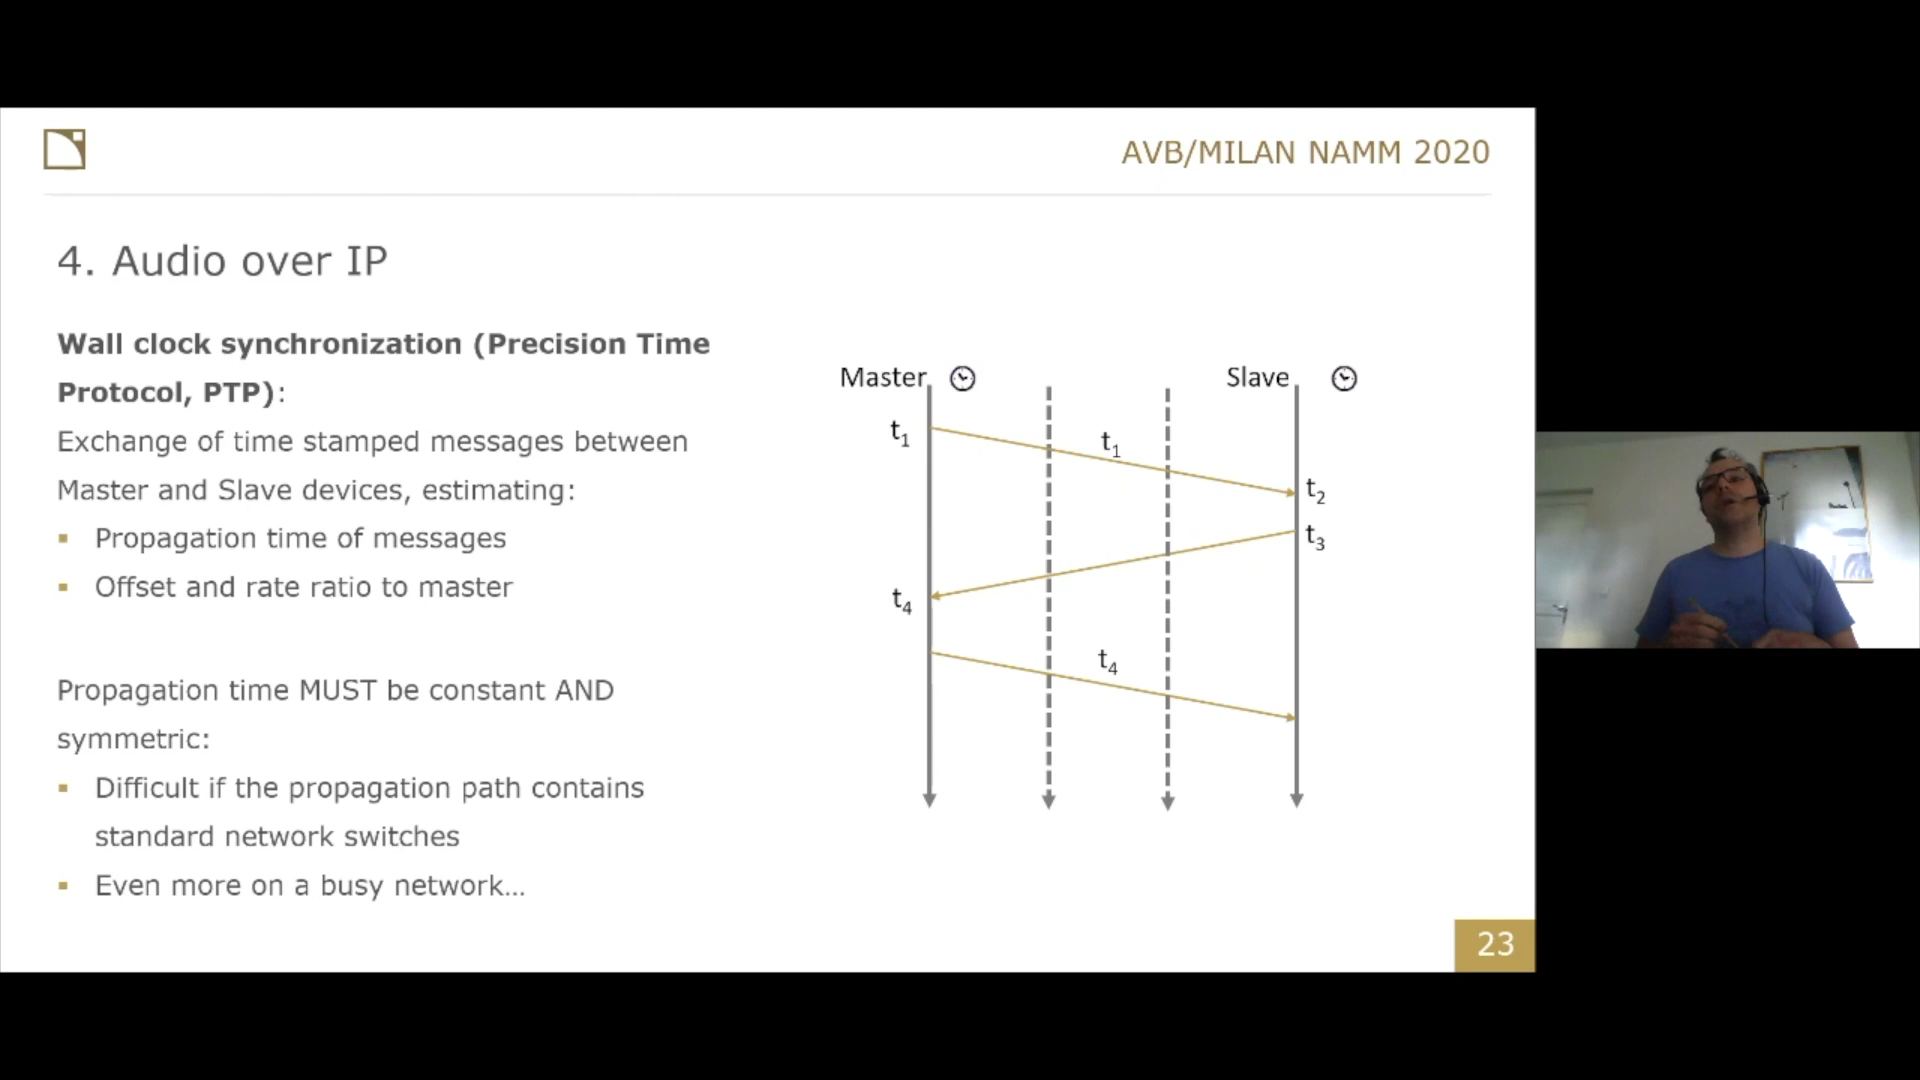 AVB/MILAN NAMM 2020
4. Audio over IP
Wall clock synchronization (Precision Time
Protocol, PTP):
Exchange of time stamped messages between
Master and Slave devices, estimating:
▪ Propagation time of messages
▪ Offset and rate ratio to master
Propagation time MUST be constant AND
symmetric:
▪ Difficult if the propagation path contains
standard network switches
▪ Even more on a busy network...
Master
Slave
t1
t1
t2
t3
t4
t4
23